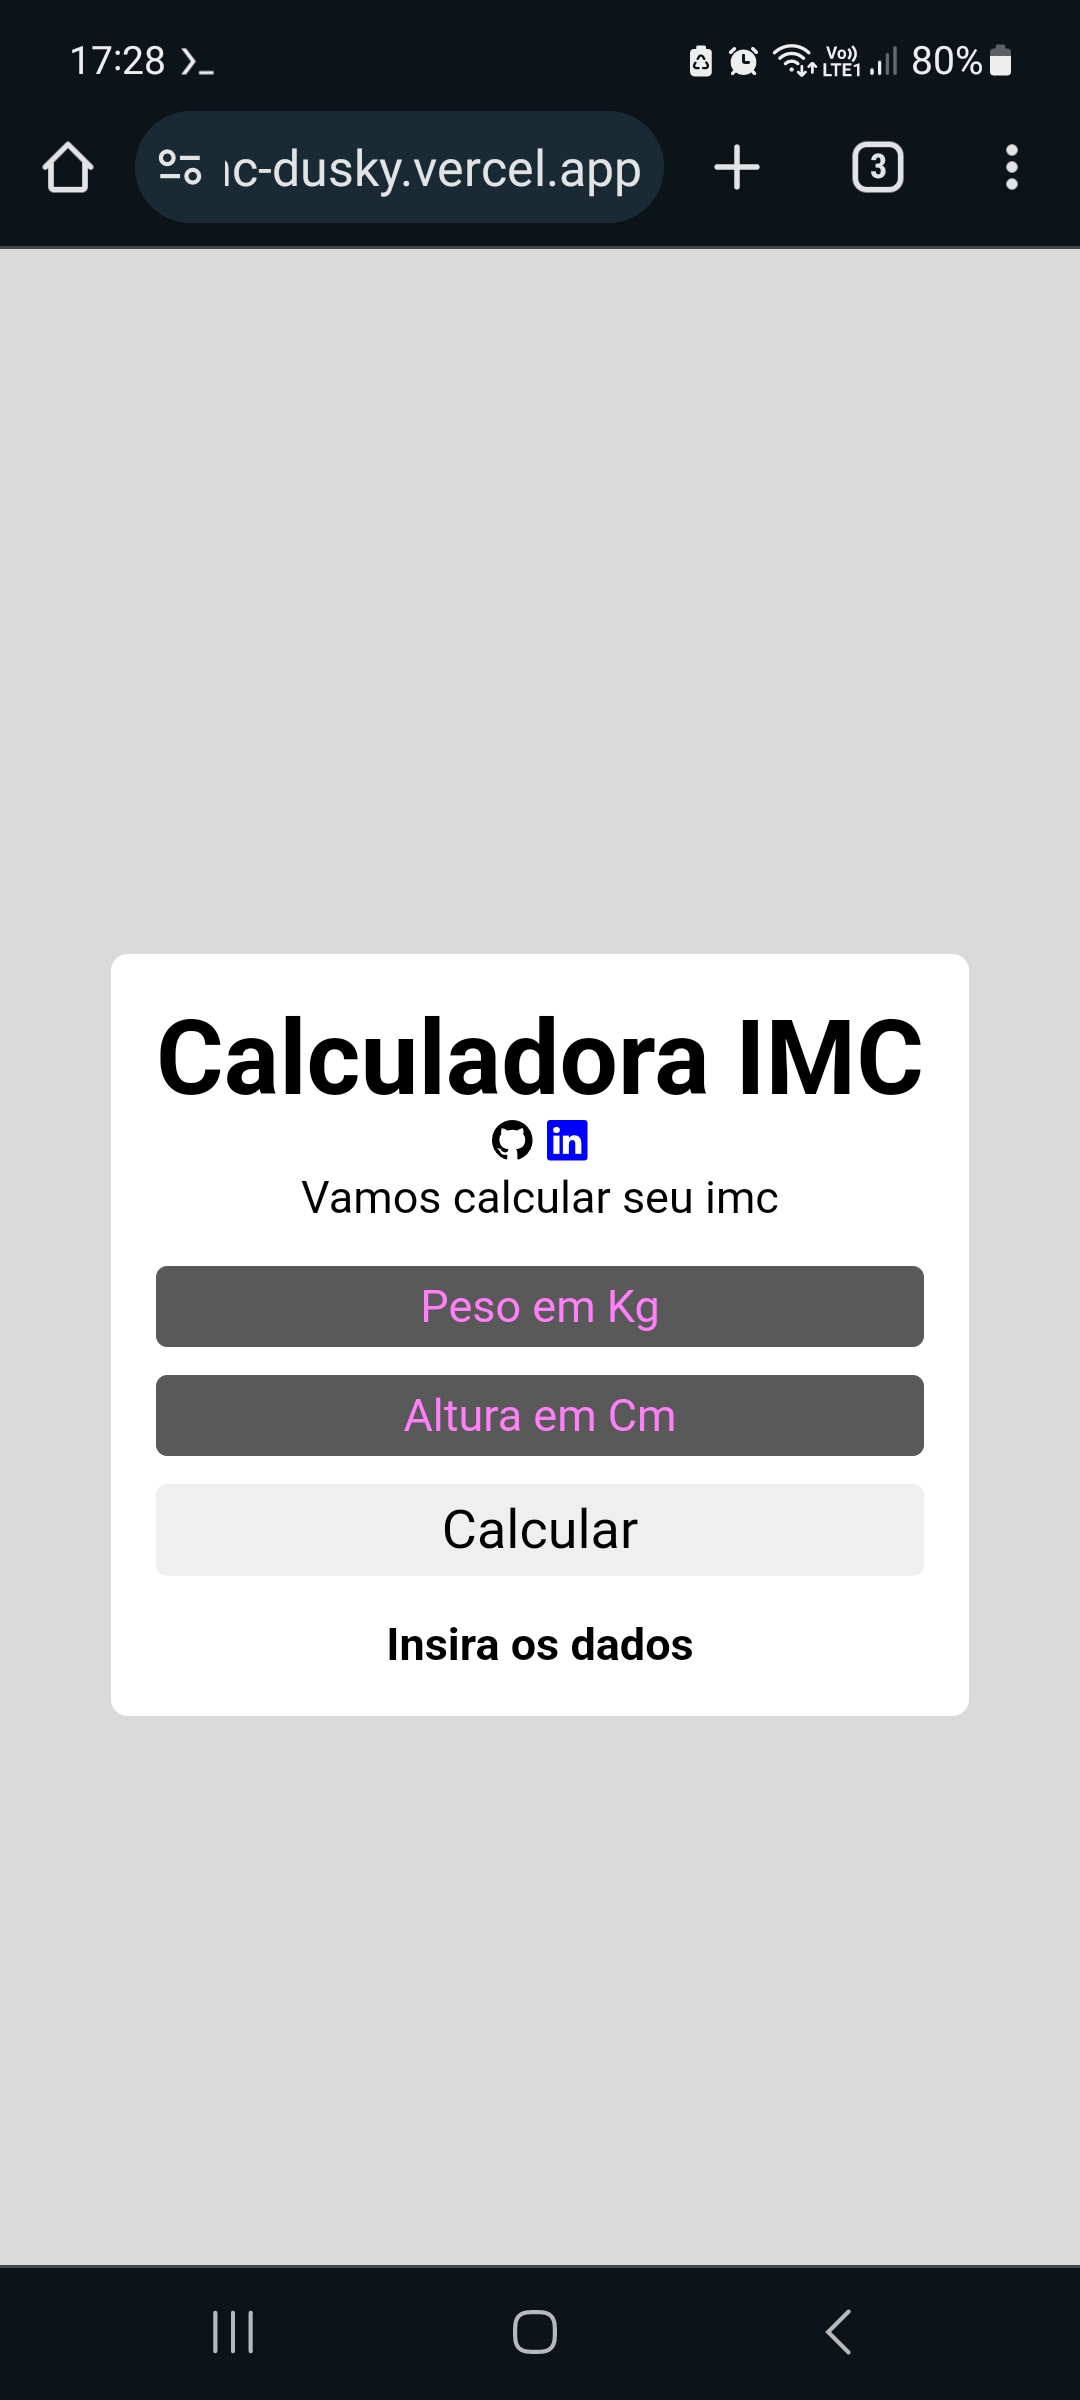 17:28
Vo)) LTE1 80%
c-dusky.vercel.app
3
Calculadora IMC
in
Vamos calcular seu imc
Peso em Kg
Altura em Cm
Calcular
Insira os dados